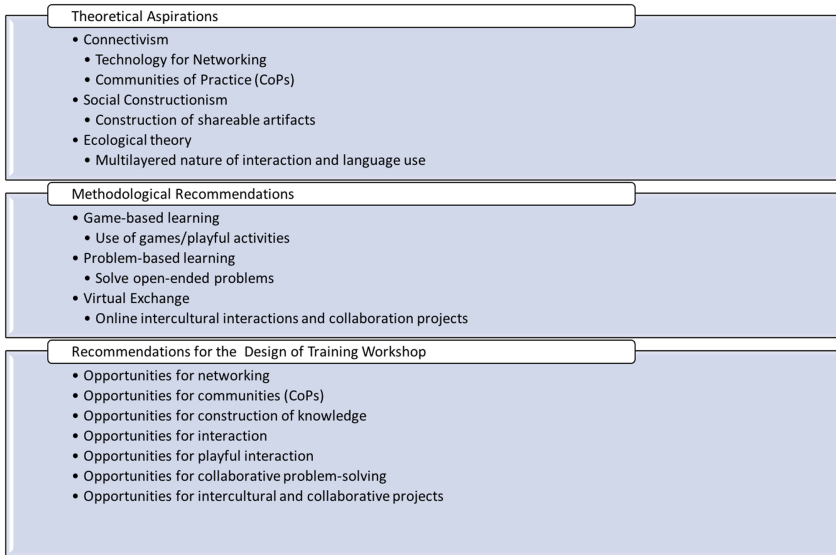 Theoretical Aspirations
• Connectivism
• Technology for Networking
• Communities of Practice (CoPs)
• Social Constructionism
• Construction of shareable artifacts
• Ecological theory
• Multilayered nature of interaction and language use
Methodological Recommendations
• Game-based learning
• Use of games/playful activities
• Problem-based learning
• Solve open-ended problems
• Virtual Exchange
• Online intercultural interactions and collaboration projects
Recommendations for the Design of Training Workshop
• Opportunities for networking
• Opportunities for communities (CoPs)
• Opportunities for construction of knowledge
• Opportunities for interaction
• Opportunities for playful interaction
• Opportunities for collaborative problem-solving
• Opportunities for intercultural and collaborative projects